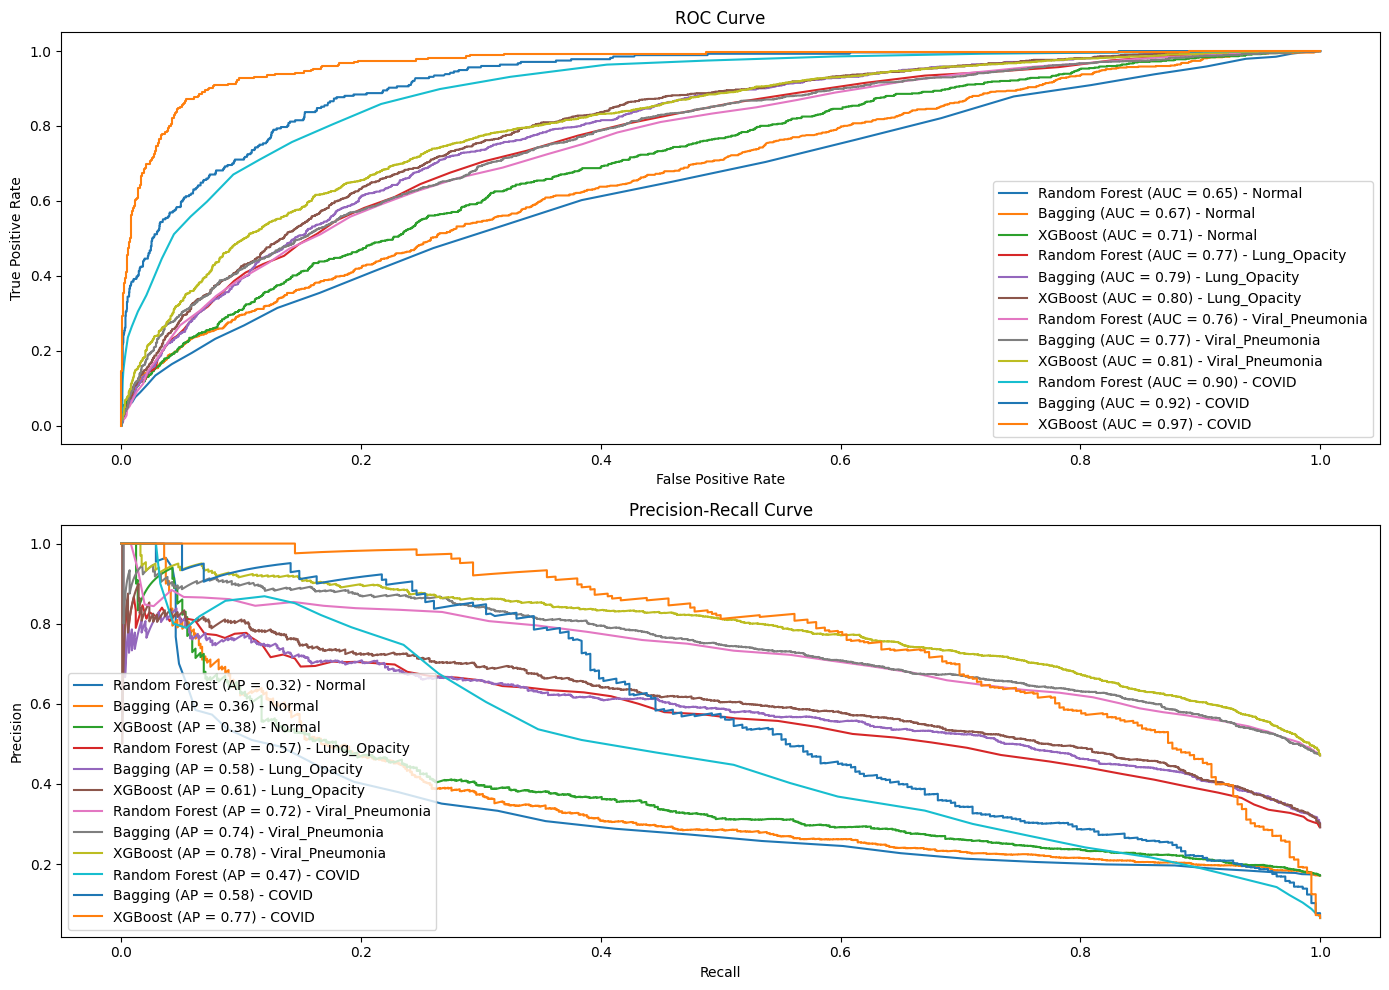 ROC Curve
1.0
0.8
0.6
0.4
0.2
0.0
True Positive Rate
Random Forest (AUC = 0.65) - Normal
Bagging (AUC = 0.67) - Normal
XGBoost (AUC = 0.71) - Normal
Random Forest (AUC = 0.77) - Lung_Opacity
Bagging (AUC = 0.79) - Lung_Opacity
XGBoost (AUC = 0.80) - Lung_Opacity
Random Forest (AUC = 0.76) - Viral_Pneumonia
Bagging (AUC = 0.77) - Viral_Pneumonia
XGBoost (AUC = 0.81) - Viral_Pneumonia
Random Forest (AUC = 0.90) - COVID
Bagging (AUC = 0.92) - COVID
XGBoost (AUC = 0.97) - COVID
0.0 0.2 0.4 0.6 0.8 1.0
False Positive Rate
Precision-Recall Curve
1.0
0.8
0.6
0.4
0.2
Precision
Random Forest (AP = 0.32) - Normal
Bagging (AP = 0.36) - Normal
XGBoost (AP = 0.38) - Normal
Random Forest (AP = 0.57) - Lung_Opacity
Bagging (AP = 0.58) - Lung_Opacity
XGBoost (AP = 0.61) - Lung_Opacity
Random Forest (AP = 0.72) - Viral_Pneumonia
Bagging (AP = 0.74) - Viral_Pneumonia
XGBoost (AP = 0.78) - Viral_Pneumonia
Random Forest (AP = 0.47) - COVID
Bagging (AP = 0.58) - COVID
XGBoost (AP = 0.77) - COVID
0.0 0.2 0.4 0.6 0.8 1.0
Recall